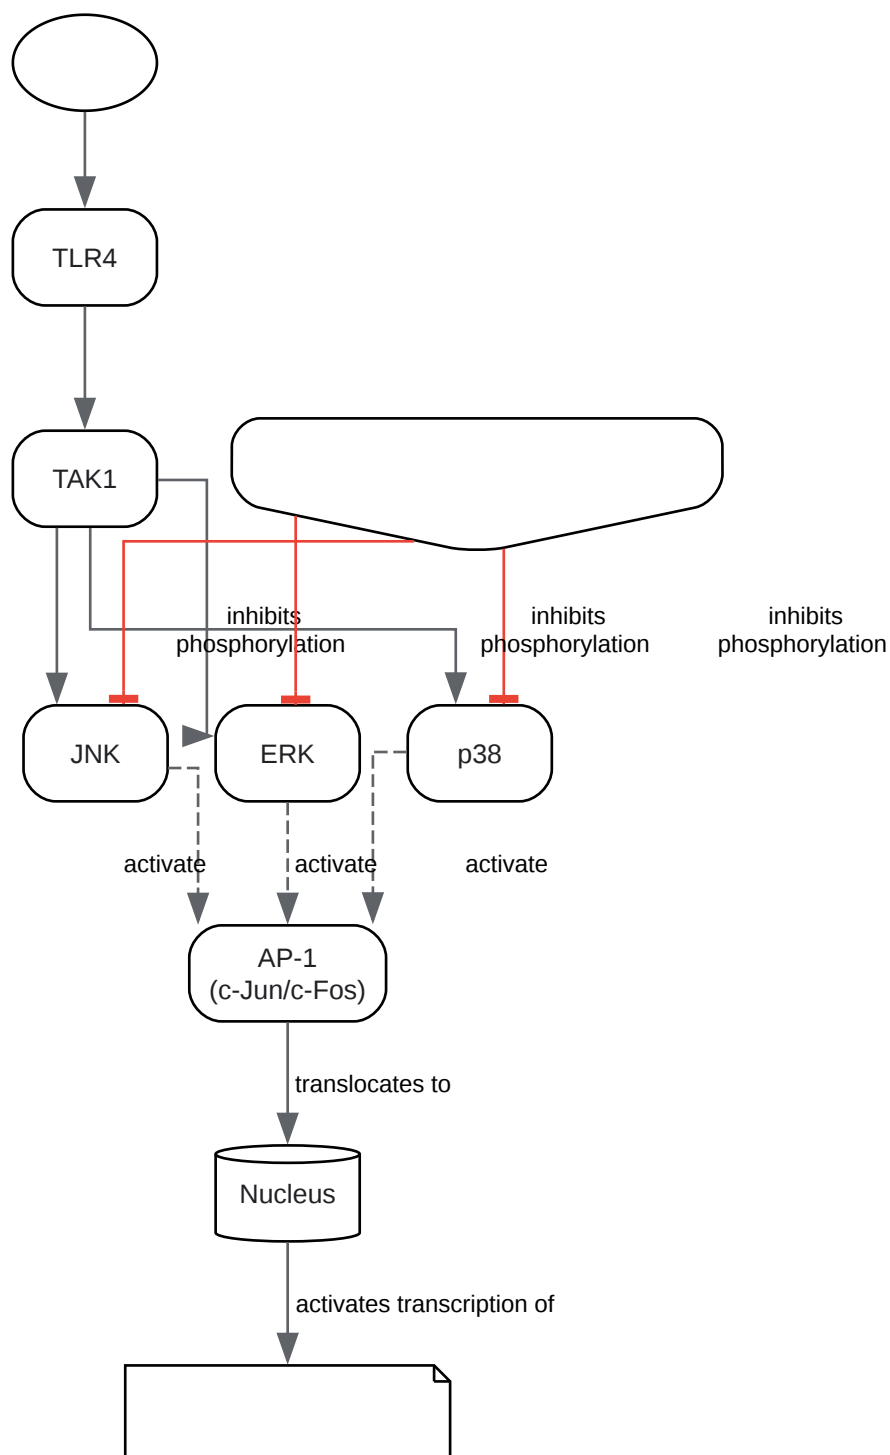 TLR4
TAK1
inhibits
phosphorylation
inhibits
phosphorylation
inhibits
phosphorylation
JNK
ERK
p38
activate
activate
activate
AP-1
(c-Jun/c-Fos)
translocates to
Nucleus
activates transcription of